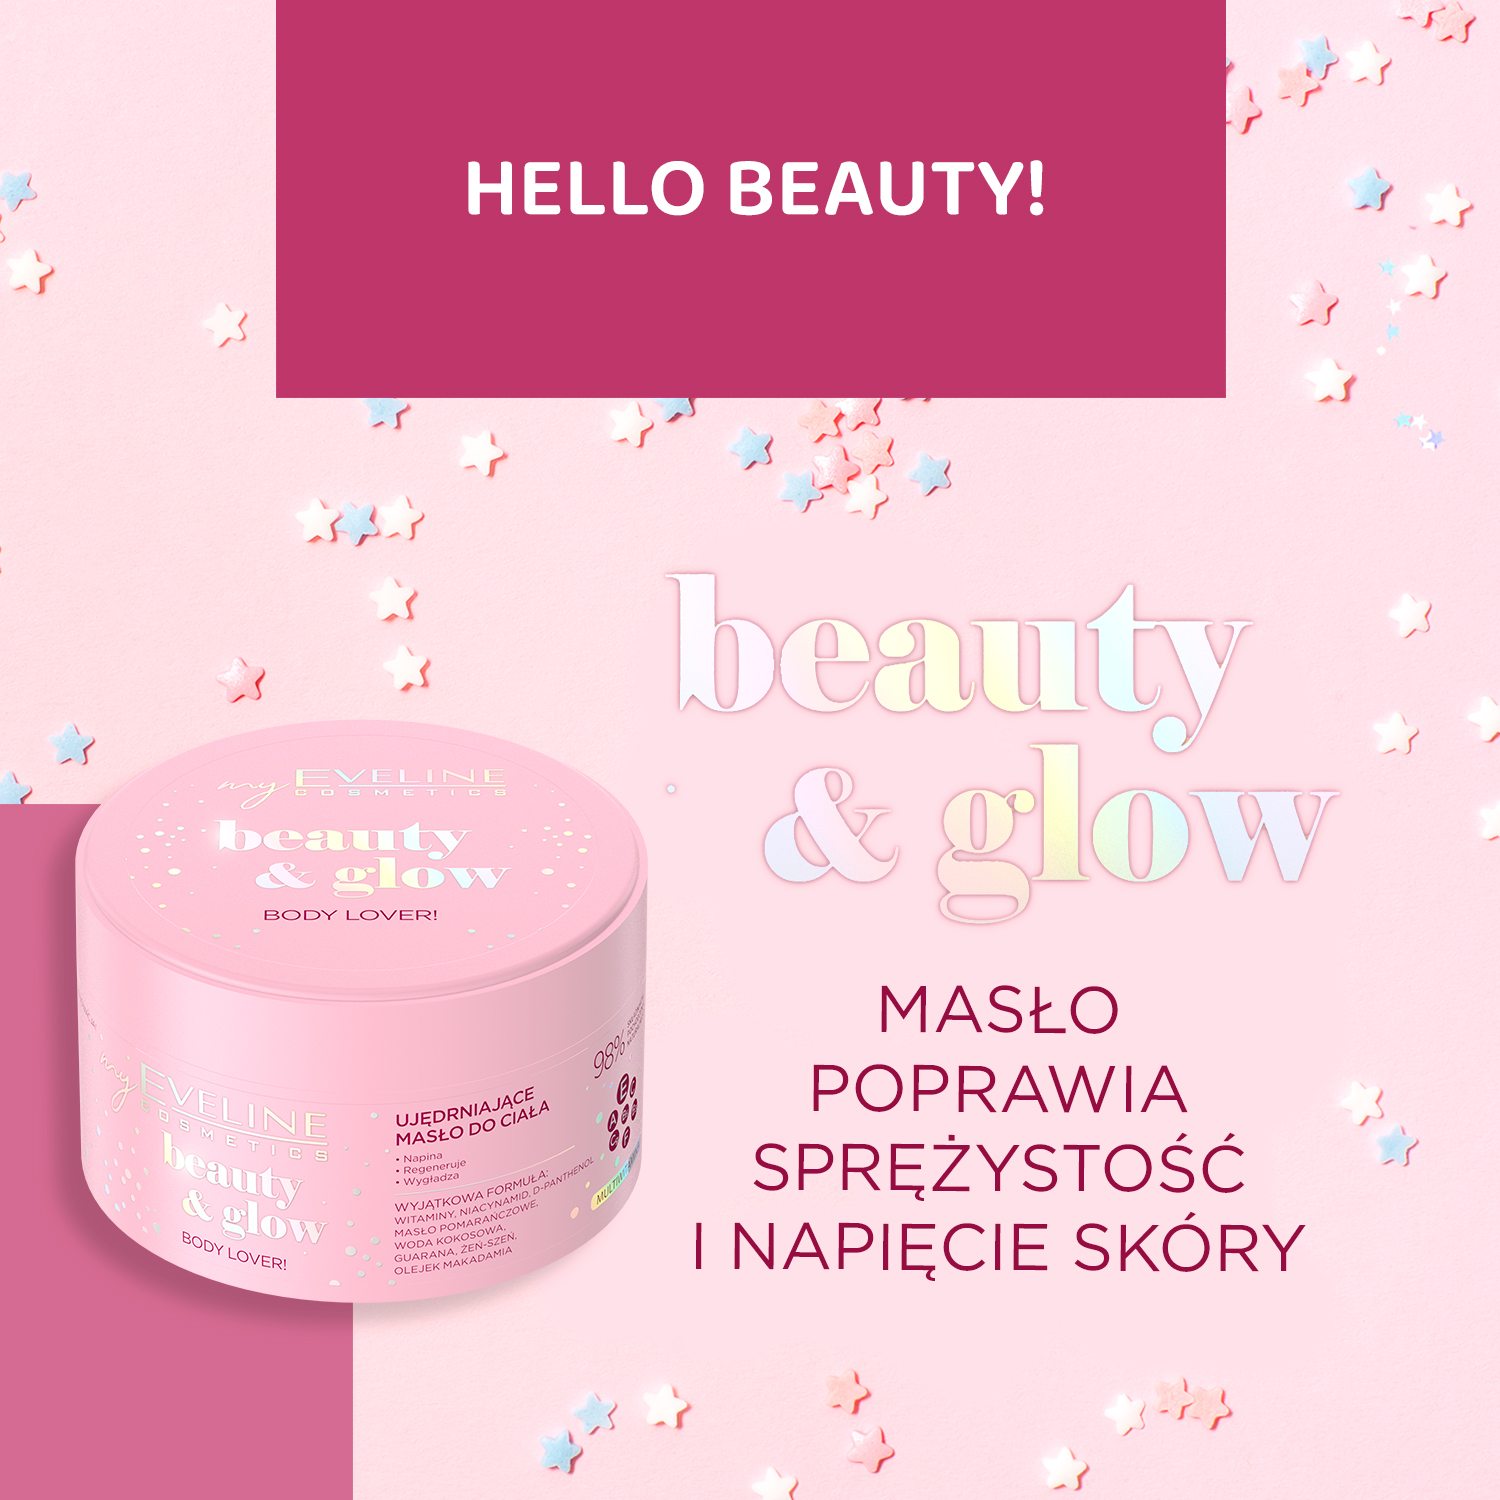 HELLO BEAUTY!
beauty
& glow
MASŁO
POPRAWIA
SPRĘŻYSTOŚĆ
I NAPIĘCIE SKÓRY
my EVELINE
COSMETICS
beauty
& glow
BODY LOVER!
my EVELINE
COSMETICS
beauty
& glow
BODY LOVER!
UJĘDRNIAJĄCE
MASŁO DO CIAŁA
• Napina
• Regeneruje
• Wygładza
WYJĄTKOWA FORMUŁA:
WITAMINY, NIACYNAMID, D-PANTHENOL
MASŁO POMARAŃCZOWE,
WODA KOKOSOWA,
GUARANA, ŻEŃ-SZEŃ,
OLEJEK MAKADAMIA
98%